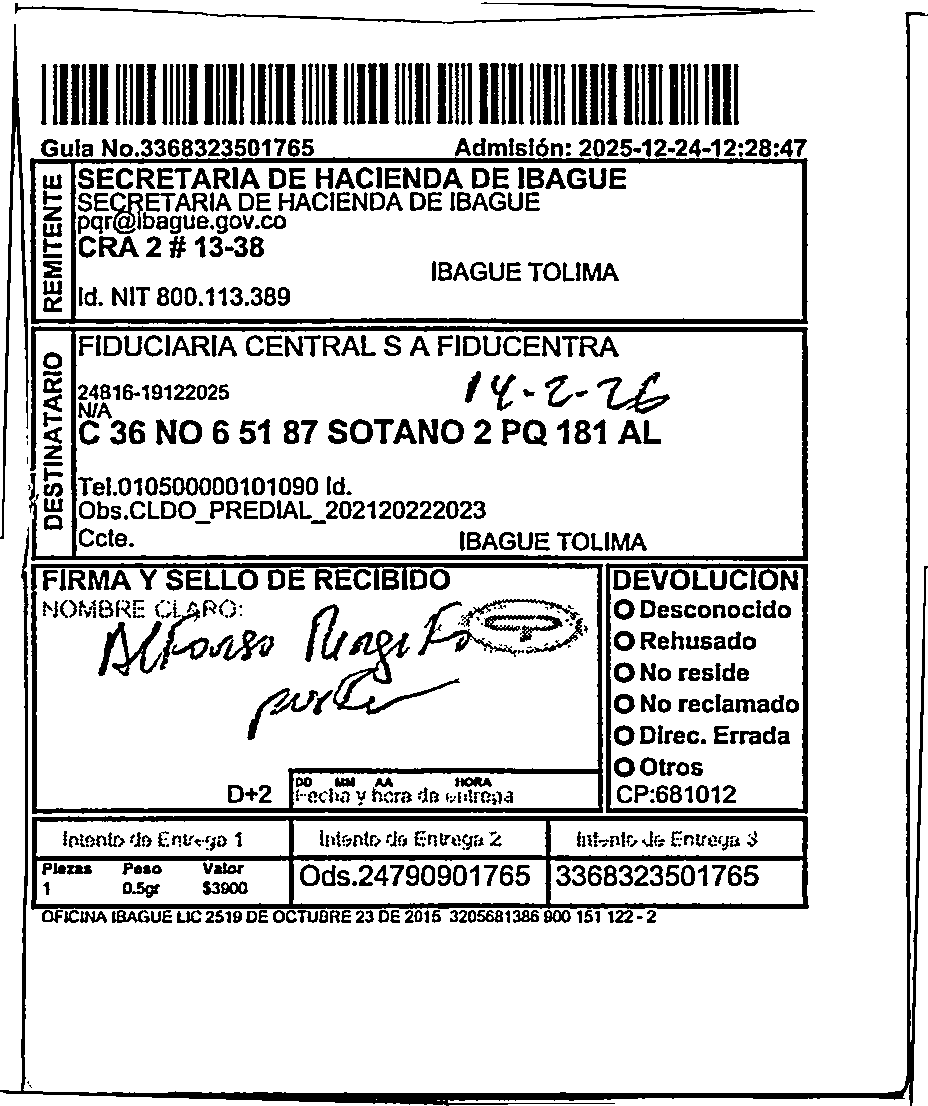 Guia No.3368323501765 Admisión: 2025-12-24-12:28:47
REMITENTE
SECRETARIA DE HACIENDA DE IBAGUE
SECRETARIA DE HACIENDA DE IBAGUE
pqr@ibague.gov.co
CRA 2 # 13-38
IBAGUE TOLIMA
Id. NIT 800.113.389
DESTINATARIO
FIDUCIARIA CENTRAL S A FIDUCENTRA
24816-19122025
14-2-26
N/A
C 36 NO 6 51 87 SOTANO 2 PQ 181 AL
Tel.010500000101090 Id.
Obs.CLDO_PREDIAL_202120222023
Ccte. IBAGUE TOLIMA
FIRMA Y SELLO DE RECIBIDO
NOMBRE CLARO:
Alfonso
DEVOLUCIÓN
Desconocido
Rehusado
No reside
No reclamado
Direc. Errada
Otros
CP:681012
D+2
DD MM AA HORA
Fecha y hora de entrega
Intento de Entrega 1 Intento de Entrega 2 Intento de Entrega 3
Piezas Peso Valor
1 0.5gr $3900
Ods.24790901765 3368323501765
OFICINA IBAGUE LIC 2519 DE OCTUBRE 23 DE 2015 3205681386 900 151 122 - 2